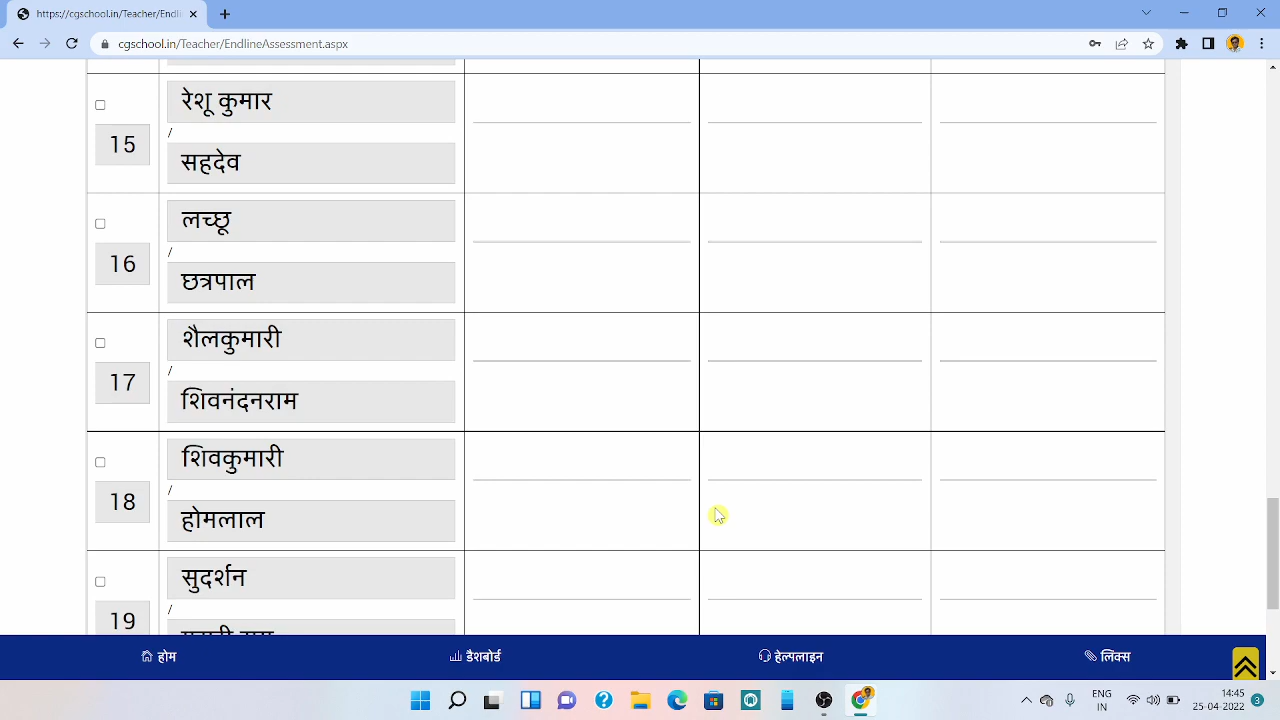 https://cgschool.in/Teacher/Endli
cgschool.in/Teacher/EndlineAssessment.aspx
रेशू कुमार
/
15
सहदेव
लच्छू
/
16
छत्रपाल
शैलकुमारी
/
17
शिवनंदनराम
शिवकुमारी
/
18
होमलाल
सुदर्शन
/
19
होम
डैशबोर्ड
हेल्पलाइन
लिंक्स
ENG
IN
14:45
25-04-2022
3